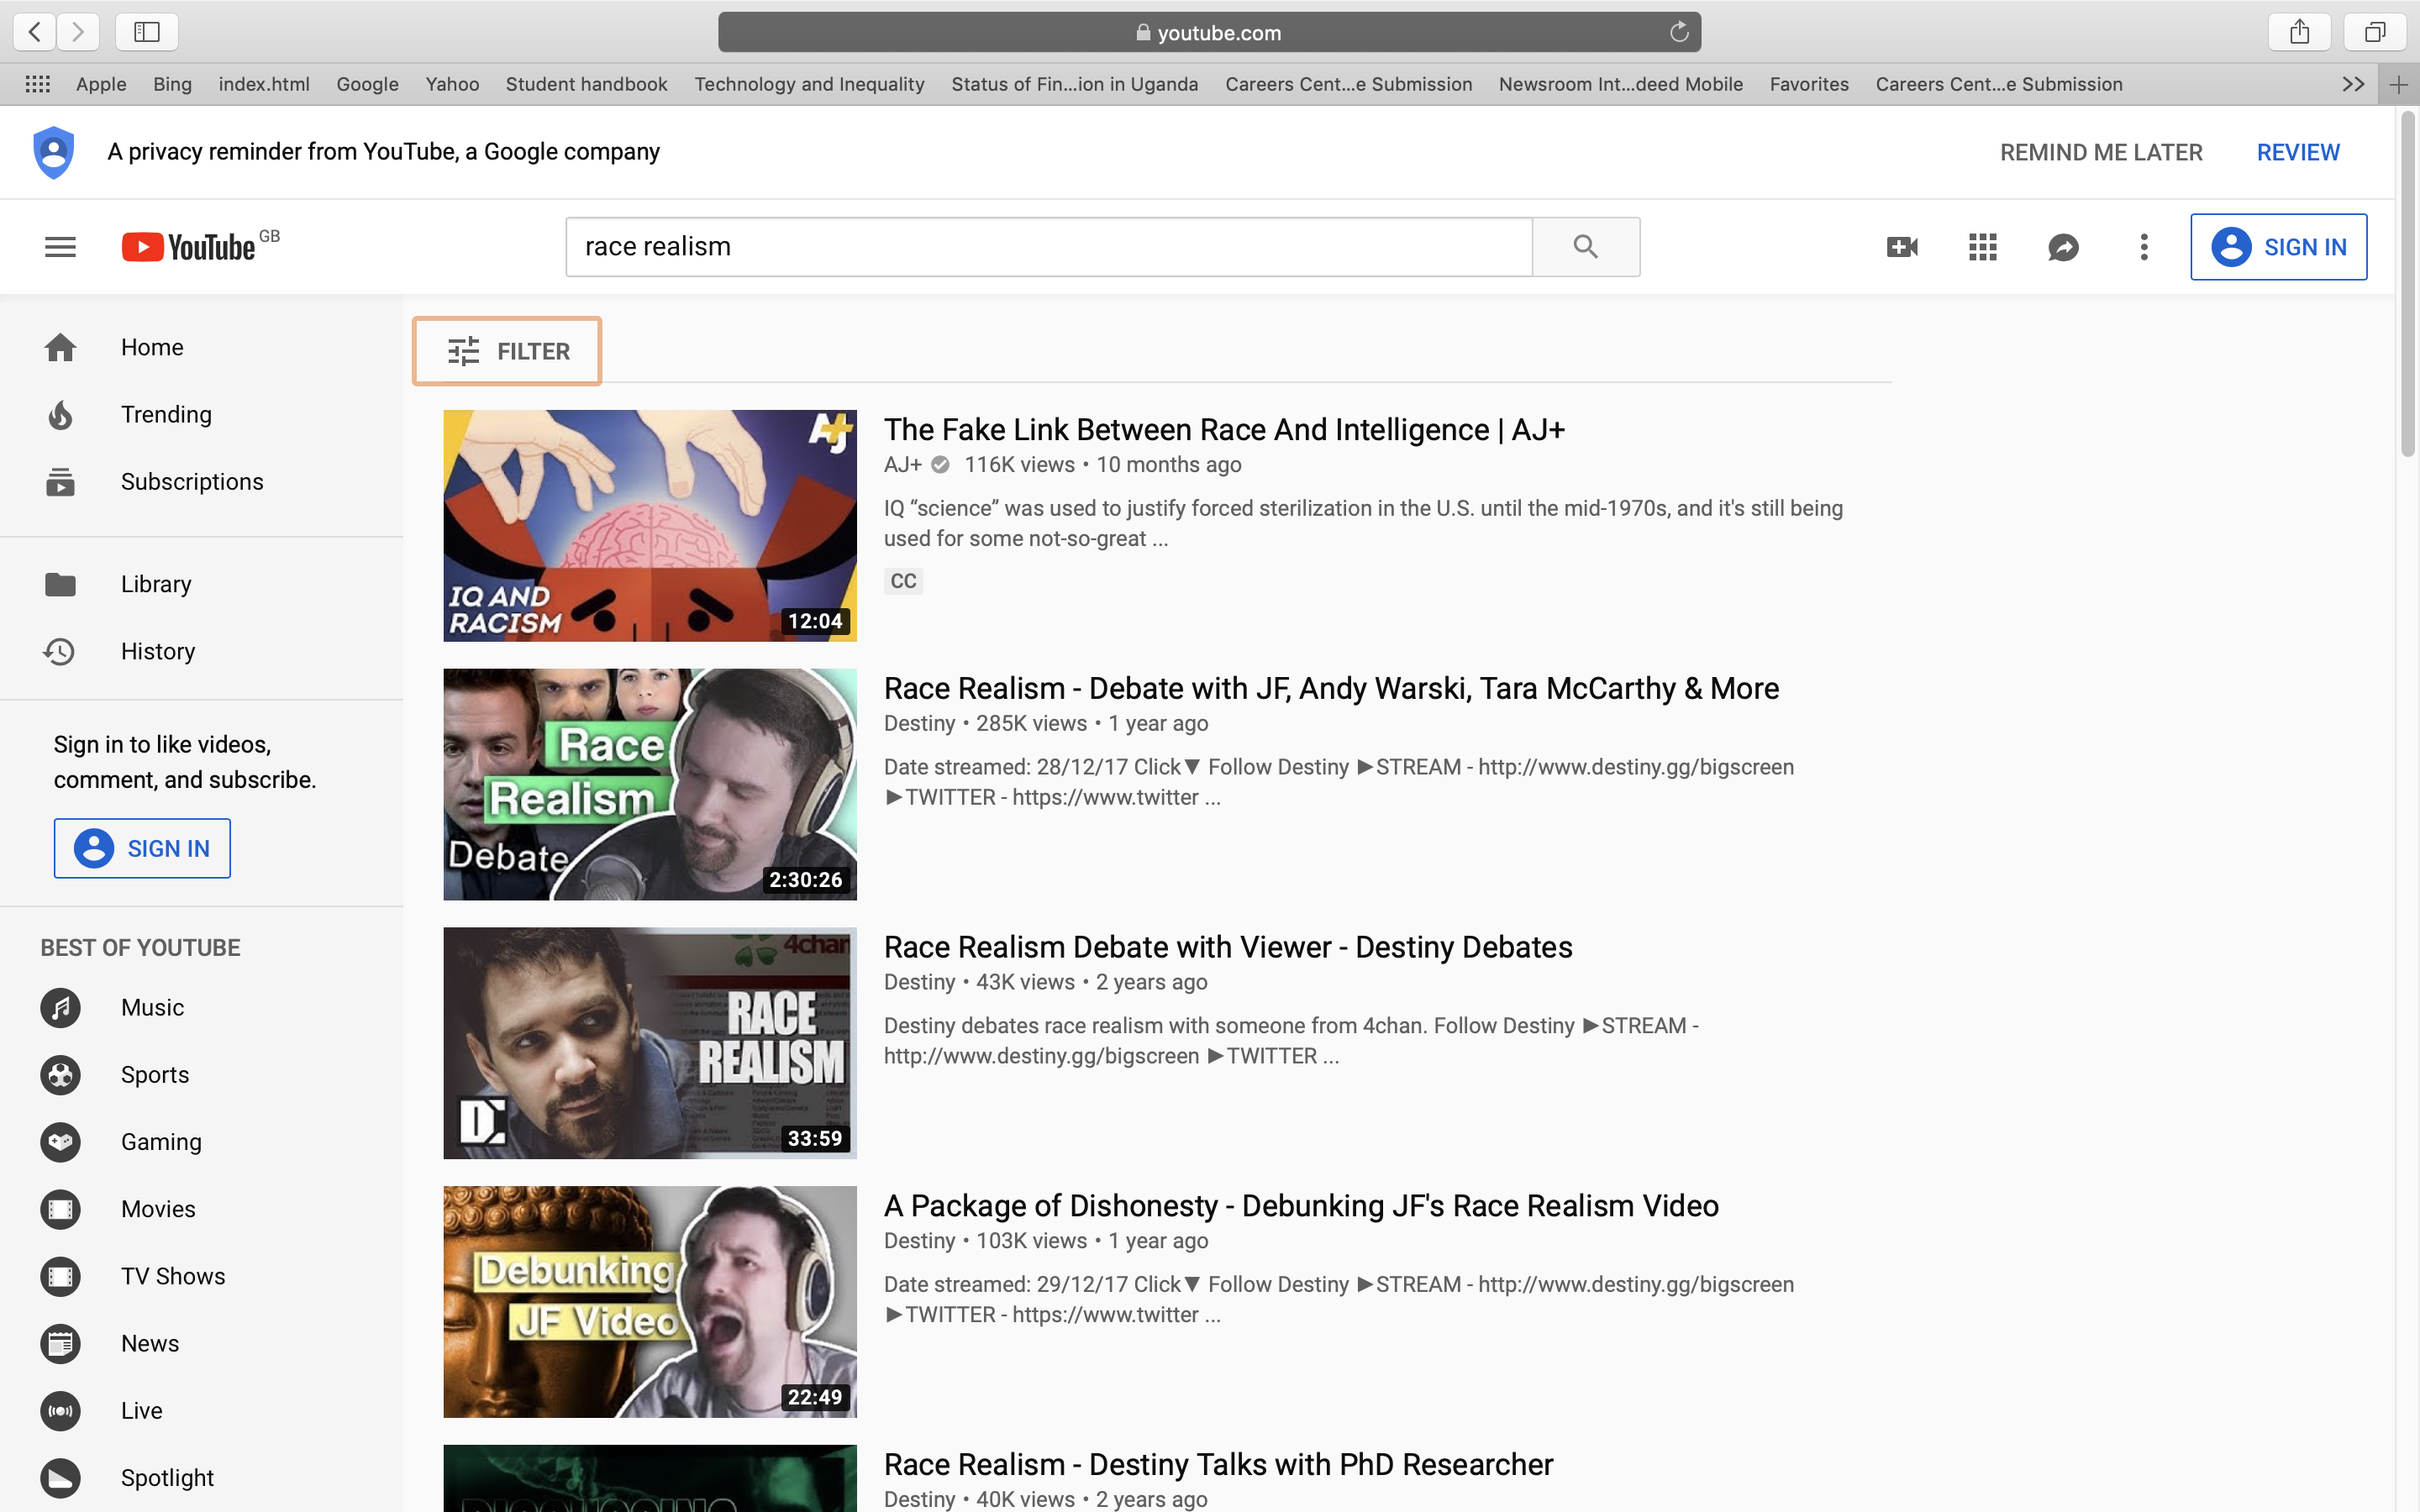 youtube.com
Apple Bing index.html Google Yahoo Student handbook Technology and Inequality Status of Fin...ion in Uganda Careers Cent...e Submission Newsroom Int...deed Mobile Favorites Careers Cent...e Submission
A privacy reminder from YouTube, a Google company
REMIND ME LATER REVIEW
YouTube GB
race realism
SIGN IN
Home
Trending
Subscriptions
Library
History
Sign in to like videos,
comment, and subscribe.
SIGN IN
BEST OF YOUTUBE
Music
Sports
Gaming
Movies
TV Shows
News
Live
Spotlight
FILTER
AJ+
IQ AND
RACISM
12:04
The Fake Link Between Race And Intelligence | AJ+
AJ+ 116K views • 10 months ago
IQ “science” was used to justify forced sterilization in the U.S. until the mid-1970s, and it's still being
used for some not-so-great ...
CC
Race
Realism
Debate
2:30:26
Race Realism - Debate with JF, Andy Warski, Tara McCarthy & More
Destiny • 285K views • 1 year ago
Date streamed: 28/12/17 Click▼ Follow Destiny ►STREAM - http://www.destiny.gg/bigscreen
►TWITTER - https://www.twitter ...
4chan
RACE
REALISM
33:59
Race Realism Debate with Viewer - Destiny Debates
Destiny • 43K views • 2 years ago
Destiny debates race realism with someone from 4chan. Follow Destiny ►STREAM -
http://www.destiny.gg/bigscreen ►TWITTER ...
Debunking
JF Video
22:49
A Package of Dishonesty - Debunking JF's Race Realism Video
Destiny • 103K views • 1 year ago
Date streamed: 29/12/17 Click▼ Follow Destiny ►STREAM - http://www.destiny.gg/bigscreen
►TWITTER - https://www.twitter ...
Race Realism - Destiny Talks with PhD Researcher
Destiny • 40K views • 2 years ago